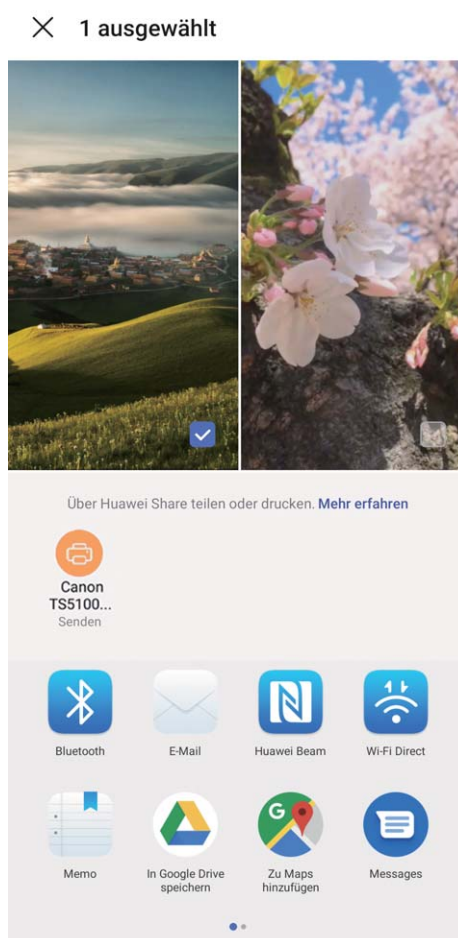 1 ausgewählt
Über Huawei Share teilen oder drucken. Mehr erfahren
Canon
TS5100...
Senden
Bluetooth
E-Mail
Huawei Beam
Wi-Fi Direct
Memo
In Google Drive
speichern
G
Zu Maps
hinzufügen
Messages